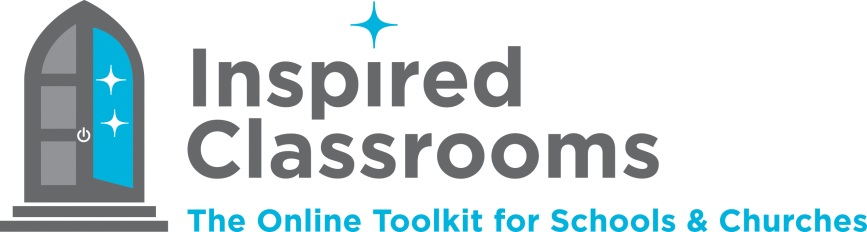 Inspired
Classrooms
The Online Toolkit for Schools & Churches